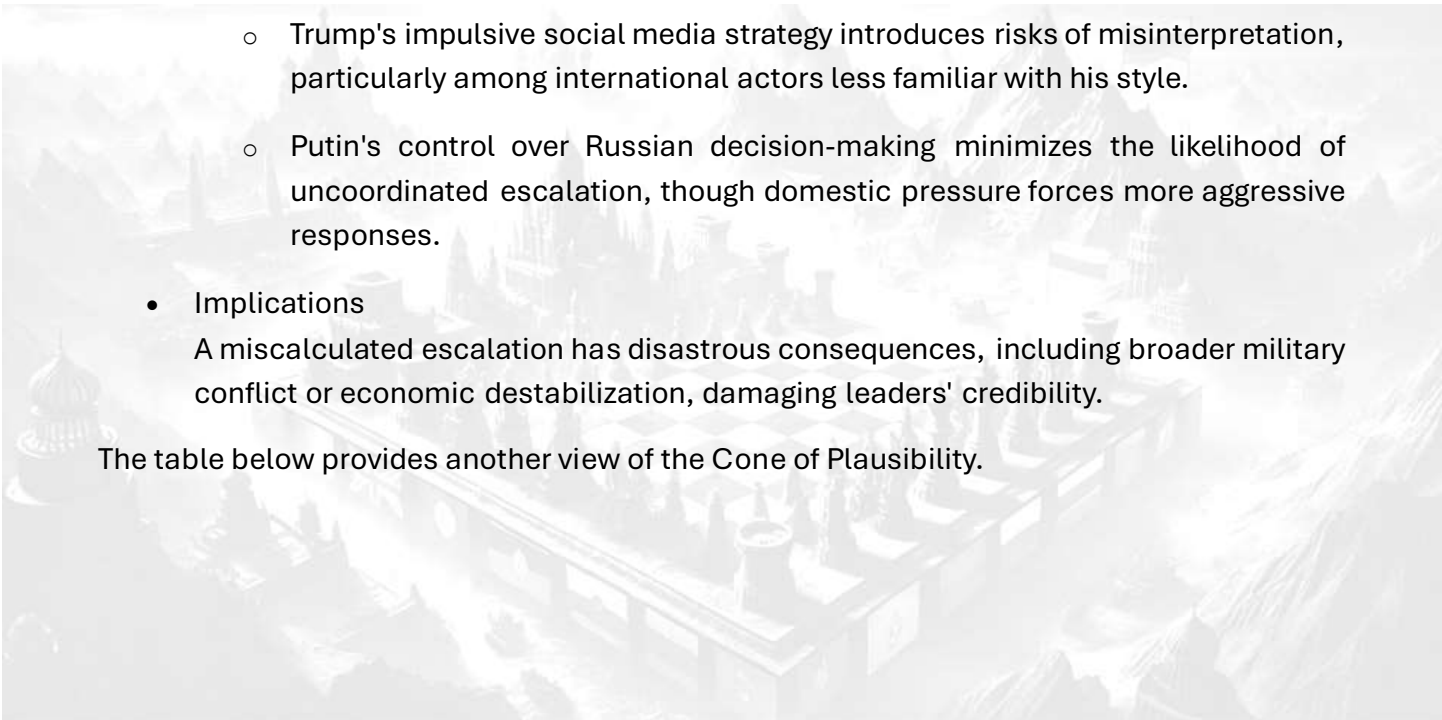 o Trump's impulsive social media strategy introduces risks of misinterpretation,
particularly among international actors less familiar with his style.
o Putin's control over Russian decision-making minimizes the likelihood of
uncoordinated escalation, though domestic pressure forces more aggressive
responses.
• Implications
A miscalculated escalation has disastrous consequences, including broader military
conflict or economic destabilization, damaging leaders' credibility.
The table below provides another view of the Cone of Plausibility.